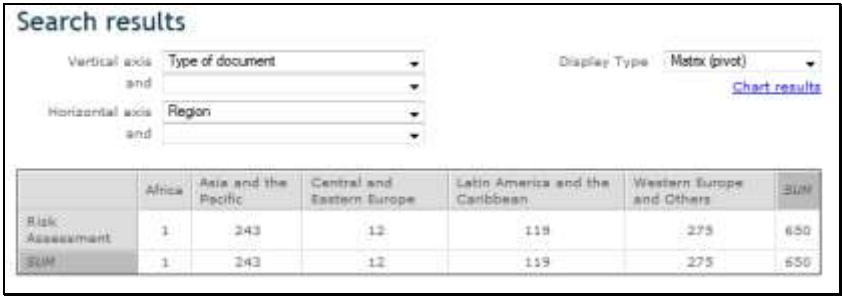 Search results
Vertical axis Type of document Display Type Matrix (pivot)
and Chart results
Horizontal axis Region
and
Africa Asia and the Pacific Central and Eastern Europe Latin America and the Caribbean Western Europe and Others SUM
Risk Assessment 1 243 12 119 275 650
SUM 1 243 12 119 275 650